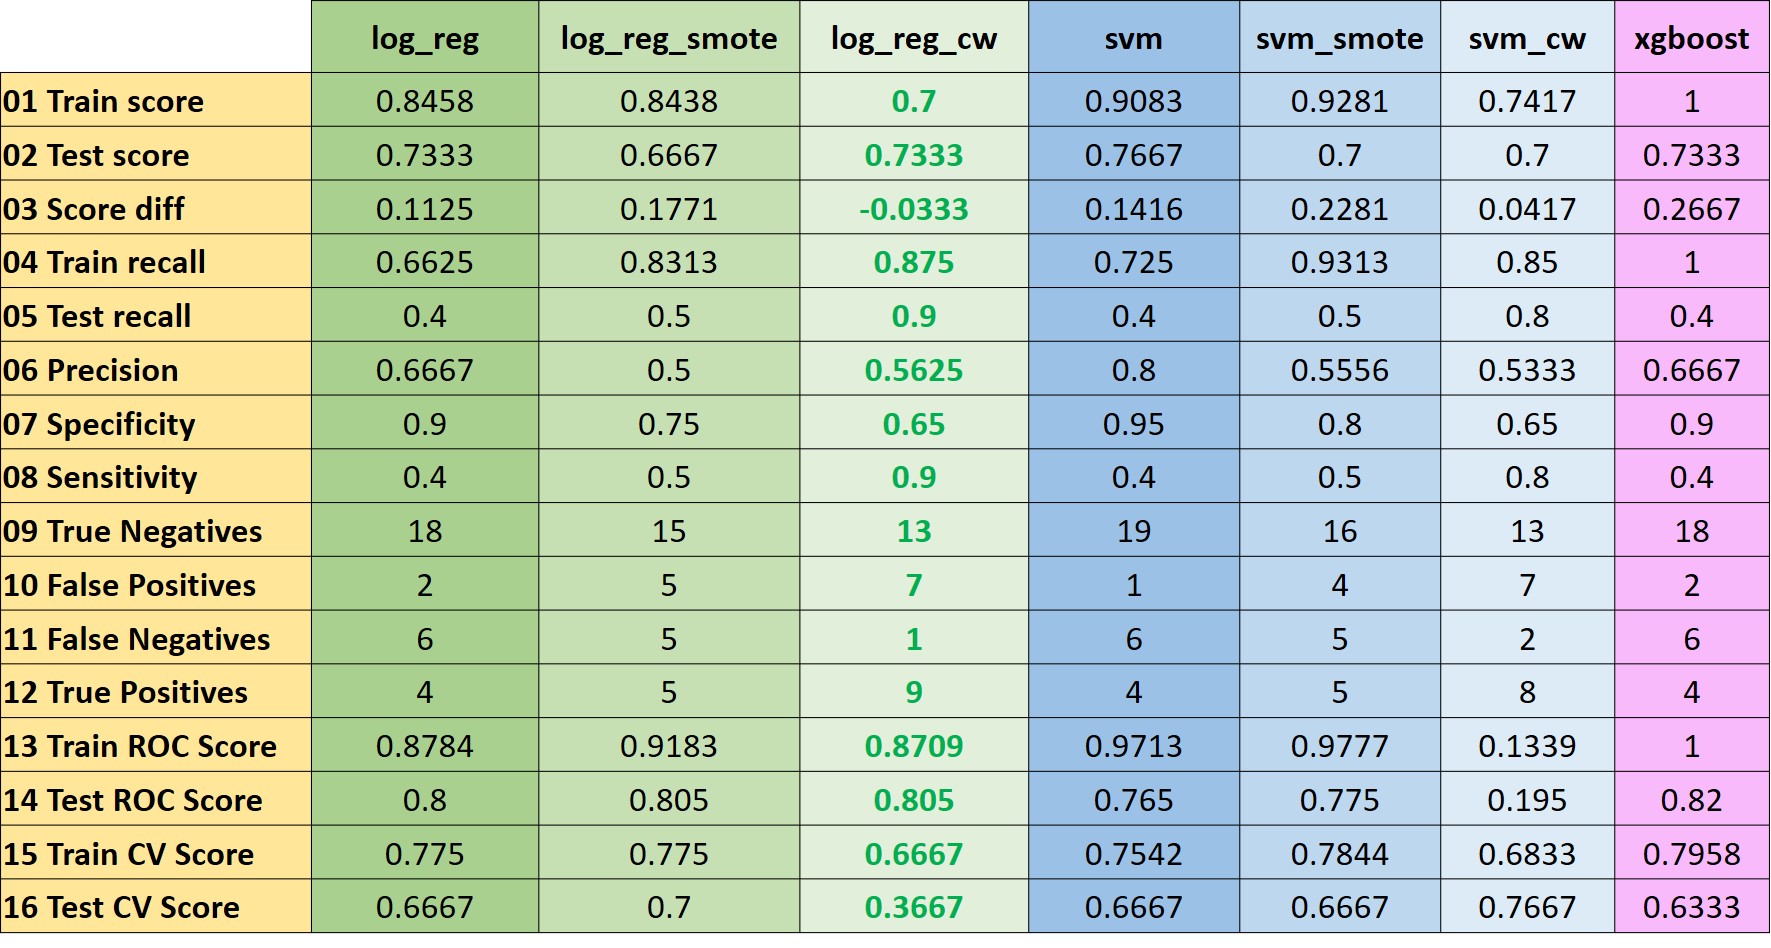 log_reg log_reg_smote log_reg_cw svm svm_smote svm_cw xgboost
01 Train score 0.8458 0.8438 0.7 0.9083 0.9281 0.7417 1
02 Test score 0.7333 0.6667 0.7333 0.7667 0.7 0.7 0.7333
03 Score diff 0.1125 0.1771 -0.0333 0.1416 0.2281 0.0417 0.2667
04 Train recall 0.6625 0.8313 0.875 0.725 0.9313 0.85 1
05 Test recall 0.4 0.5 0.9 0.4 0.5 0.8 0.4
06 Precision 0.6667 0.5 0.5625 0.8 0.5556 0.5333 0.6667
07 Specificity 0.9 0.75 0.65 0.95 0.8 0.65 0.9
08 Sensitivity 0.4 0.5 0.9 0.4 0.5 0.8 0.4
09 True Negatives 18 15 13 19 16 13 18
10 False Positives 2 5 7 1 4 7 2
11 False Negatives 6 5 1 6 5 2 6
12 True Positives 4 5 9 4 5 8 4
13 Train ROC Score 0.8784 0.9183 0.8709 0.9713 0.9777 0.1339 1
14 Test ROC Score 0.8 0.805 0.805 0.765 0.775 0.195 0.82
15 Train CV Score 0.775 0.775 0.6667 0.7542 0.7844 0.6833 0.7958
16 Test CV Score 0.6667 0.7 0.3667 0.6667 0.6667 0.7667 0.6333